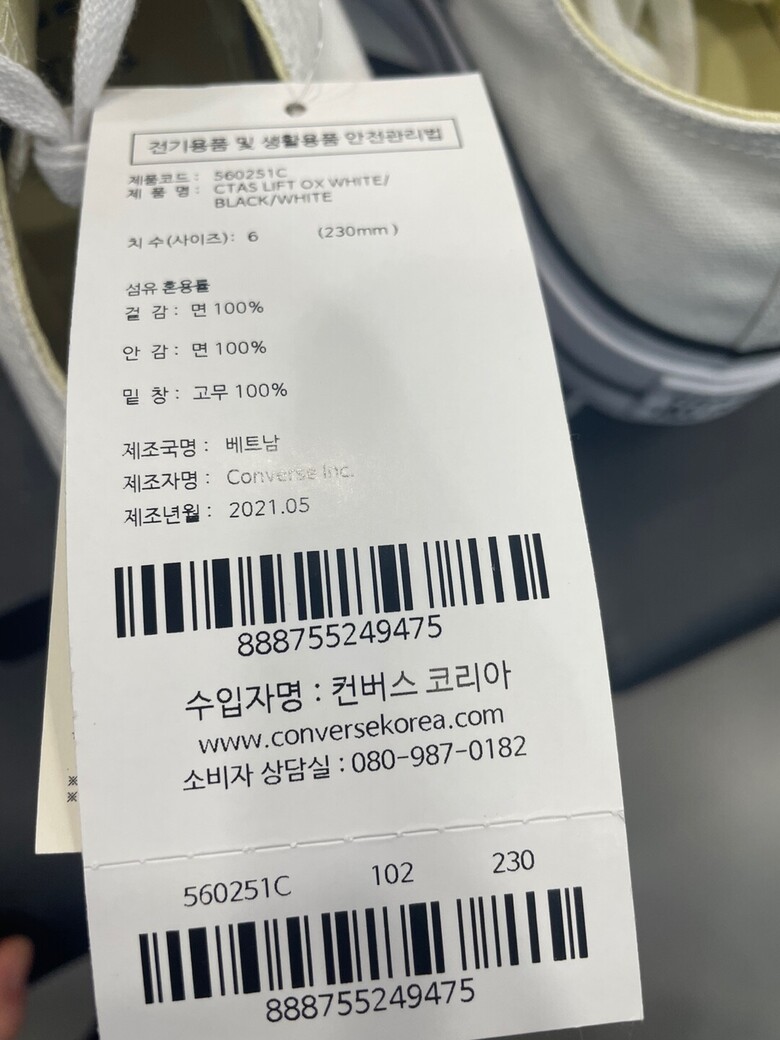 전기용품 및 생활용품 안전관리법
제품코드 : 560251C
제 품 명 : CTAS LIFT OX WHITE/
BLACK/WHITE
치 수(사이즈) : 6 (230mm)
섬유 혼용률
겉 감 : 면 100%
안 감 : 면 100%
밑 창 : 고무 100%
제조국명 : 베트남
제조자명 : Converse Inc.
제조년월 : 2021.05
888755249475
수입자명 : 컨버스 코리아
www.conversekorea.com
소비자 상담실 : 080-987-0182
※
※
560251C 102 230
888755249475